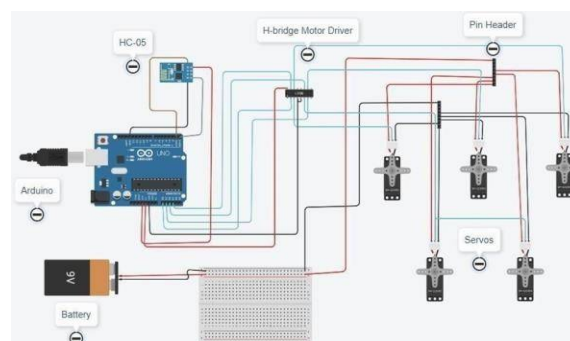 HC-05
H-bridge Motor Driver
Pin Header
UNO
Arduino
9V
Servos
Battery